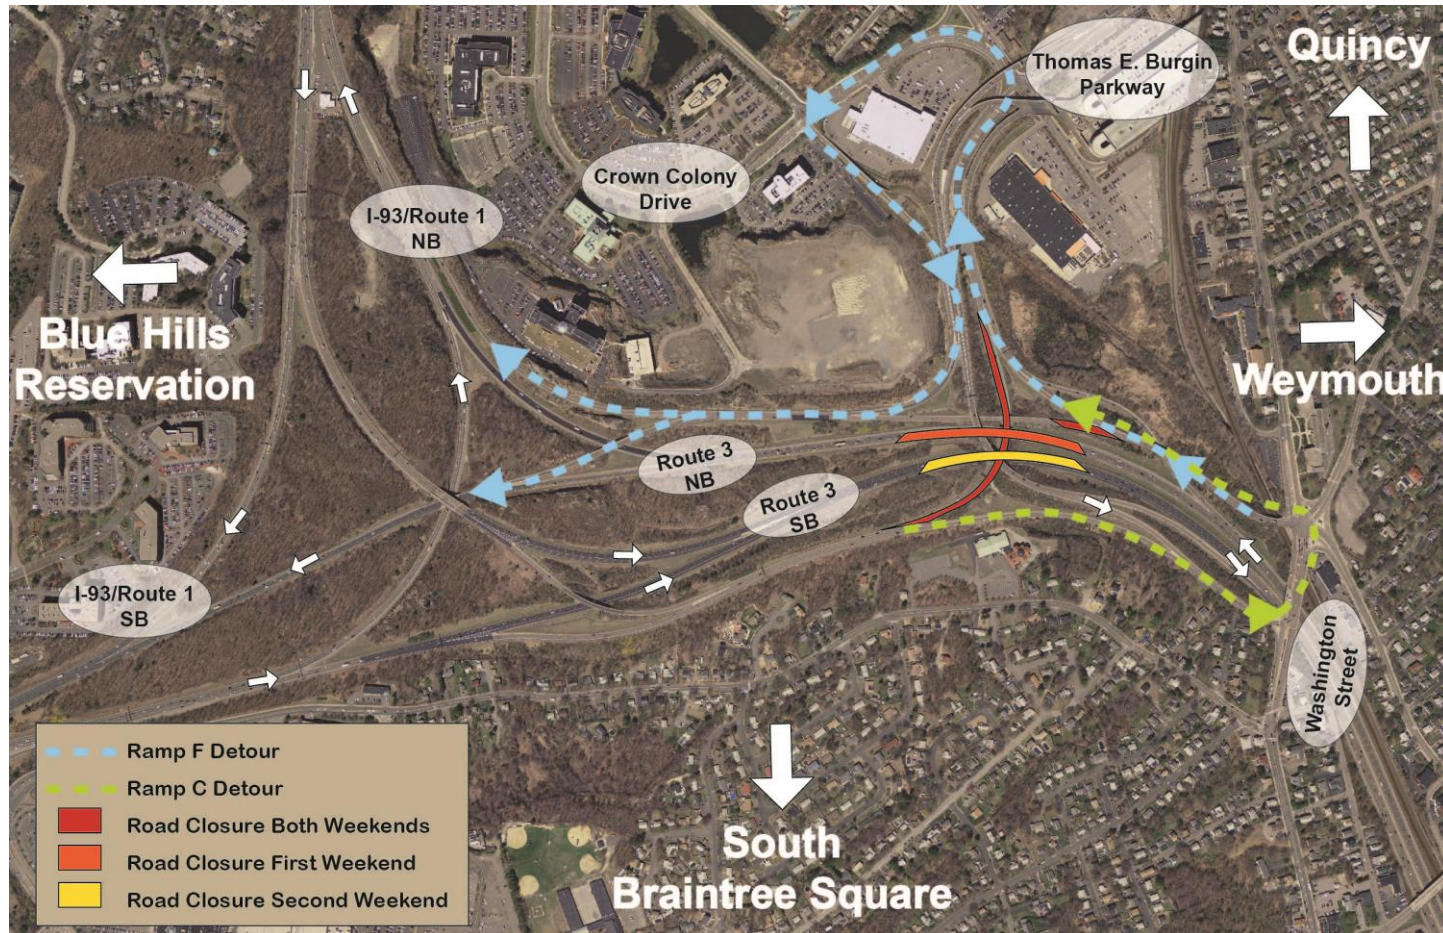 Quincy
Thomas E. Burgin
Parkway
Crown Colony
Drive
I-93/Route 1
NB
Blue Hills
Reservation
Weymouth
Route 3
NB
Route 3
SB
I-93/Route 1
SB
Washington
Street
Ramp F Detour
Ramp C Detour
Road Closure Both Weekends
Road Closure First Weekend
Road Closure Second Weekend
South
Braintree Square